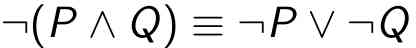 ¬(P ∧ Q) ≡ ¬P ∨ ¬Q